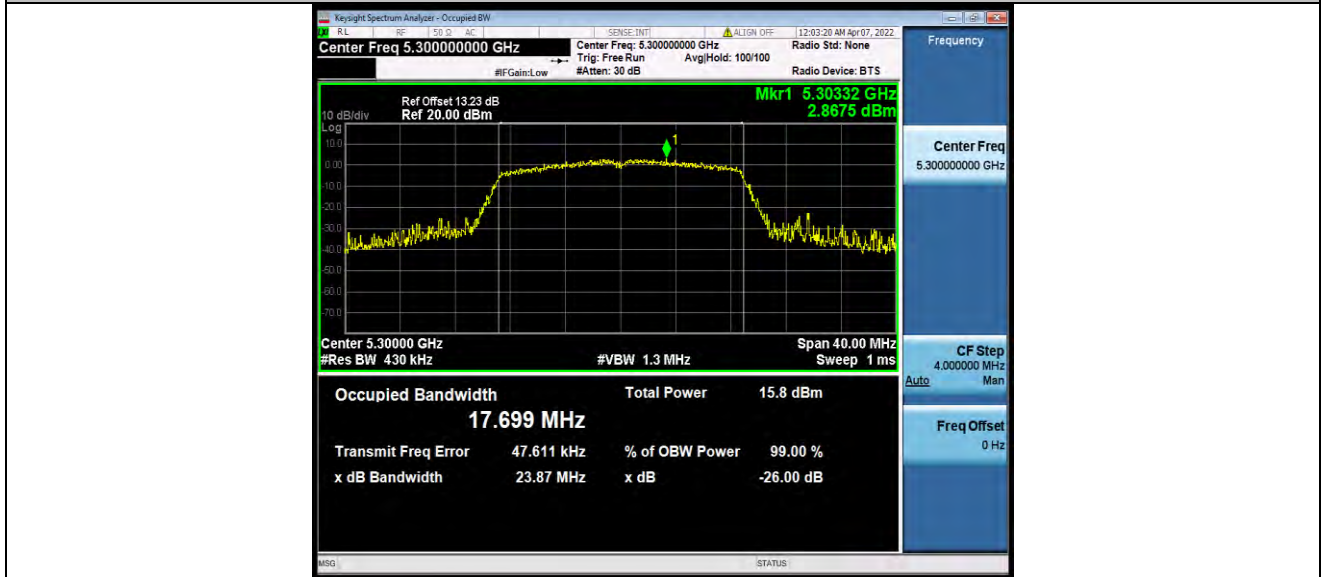 Keysight Spectrum Analyzer - Occupied BW
RL RF 50 Ω AC SENSE:INT ALIGN OFF 12:03:20 AM Apr 07, 2022
Center Freq 5.300000000 GHz Center Freq: 5.300000000 GHz Radio Std: None
Trig: Free Run Avg|Hold: 100/100
#IFGain:Low #Atten: 30 dB Radio Device: BTS
Frequency
Mkr1 5.30332 GHz
2.8675 dBm
Ref Offset 13.23 dB
10 dB/div Ref 20.00 dBm
Log
10.0
0.00
-10.0
-20.0
-30.0
-40.0
-50.0
-60.0
-70.0
1
Center 5.30000 GHz Span 40.00 MHz
#Res BW 430 kHz #VBW 1.3 MHz Sweep 1 ms
Occupied Bandwidth Total Power 15.8 dBm
17.699 MHz
Transmit Freq Error 47.611 kHz % of OBW Power 99.00 %
x dB Bandwidth 23.87 MHz x dB -26.00 dB
Center Freq
5.300000000 GHz
CF Step
4.000000 MHz
Auto Man
Freq Offset
0 Hz
MSG STATUS